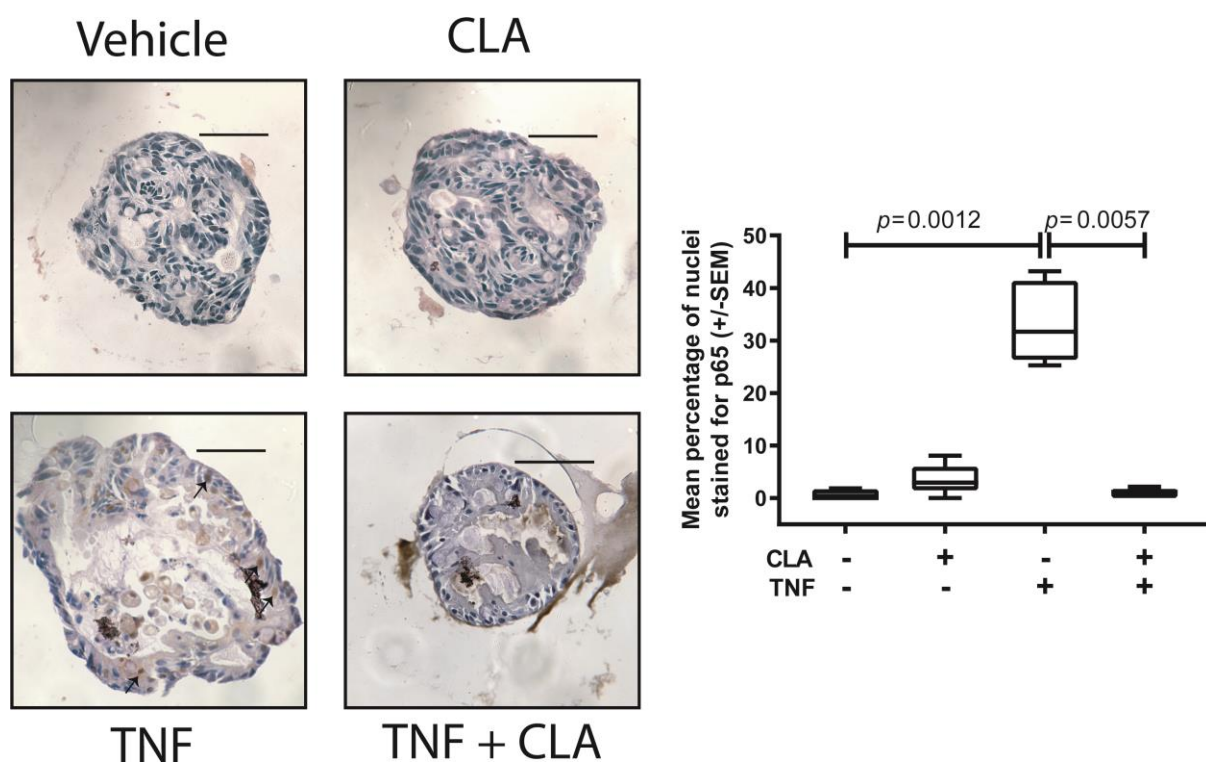 Vehicle
CLA
TNF
TNF + CLA
Mean percentage of nuclei
stained for p65 (+/-SEM)
p=0.0012
p=0.0057
50
40
30
20
10
0
CLA - + - +
TNF - - + +